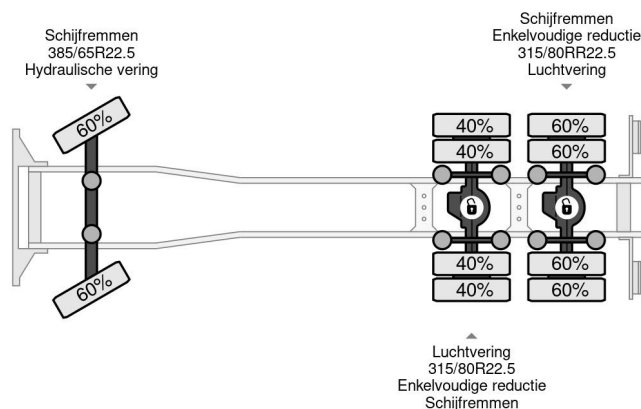 Schijfremmen
385/65R22.5
Hydraulische vering
Schijfremmen
Enkelvoudige reductie
315/80RR22.5
Luchtvering
60%
40%
60%
40%
60%
40%
60%
60%
40%
60%
Luchtvering
315/80R22.5
Enkelvoudige reductie
Schijfremmen